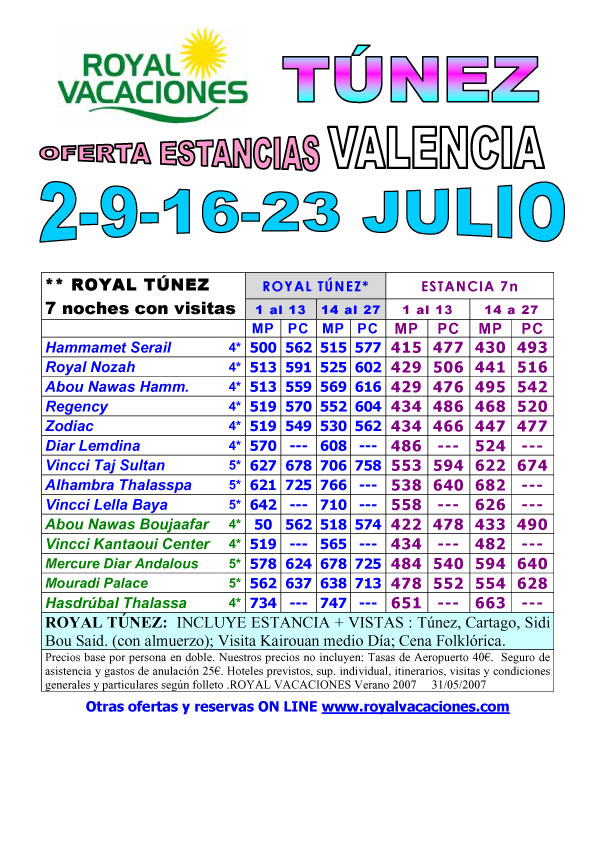 ROYAL
VACACIONES
TÚNEZ
OFERTA ESTANCIAS VALENCIA
2-9-16-23 JULIO
** ROYAL TÚNEZ ROYAL TÚNEZ* ESTANCIA 7n
7 noches con visitas 1 al 13 14 al 27 1 al 13 14 a 27
MP PC MP PC MP PC MP PC
Hammamet Serail 4* 500 562 515 577 415 477 430 493
Royal Nozah 4* 513 591 525 602 429 506 441 516
Abou Nawas Hamm. 4* 513 559 569 616 429 476 495 542
Regency 4* 519 570 552 604 434 486 468 520
Zodiac 4* 519 549 530 562 434 466 447 477
Diar Lemdina 4* 570 --- 608 --- 486 --- 524 ---
Vincci Taj Sultan 5* 627 678 706 758 553 594 622 674
Alhambra Thalasspa 5* 621 725 766 --- 538 640 682 ---
Vincci Lella Baya 5* 642 --- 710 --- 558 --- 626 ---
Abou Nawas Boujaafar 4* 50 562 518 574 422 478 433 490
Vincci Kantaoui Center 4* 519 --- 565 --- 434 --- 482 ---
Mercure Diar Andalous 5* 578 624 678 725 484 540 594 640
Mouradi Palace 5* 562 637 638 713 478 552 554 628
Hasdrúbal Thalassa 4* 734 --- 747 --- 651 --- 663 ---
ROYAL TÚNEZ: INCLUYE ESTANCIA + VISTAS : Túnez, Cartago, Sidi
Bou Said. (con almuerzo); Visita Kairouan medio Día; Cena Folklórica.
Precios base por persona en doble. Nuestros precios no incluyen: Tasas de Aeropuerto 40€. Seguro de
asistencia y gastos de anulación 25€. Hoteles previstos, sup. individual, itinerarios, visitas y condiciones
generales y particulares según folleto .ROYAL VACACIONES Verano 2007 31/05/2007
Otras ofertas y reservas ON LINE www.royalvacaciones.com